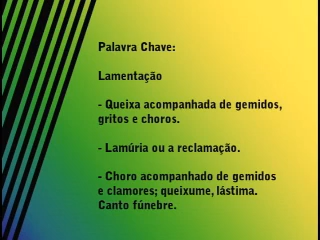 Palavra Chave:
Lamentação
- Queixa acompanhada de gemidos,
gritos e choros.
- Lamúria ou a reclamação.
- Choro acompanhado de gemidos
e clamores; queixume, lástima.
Canto fúnebre.